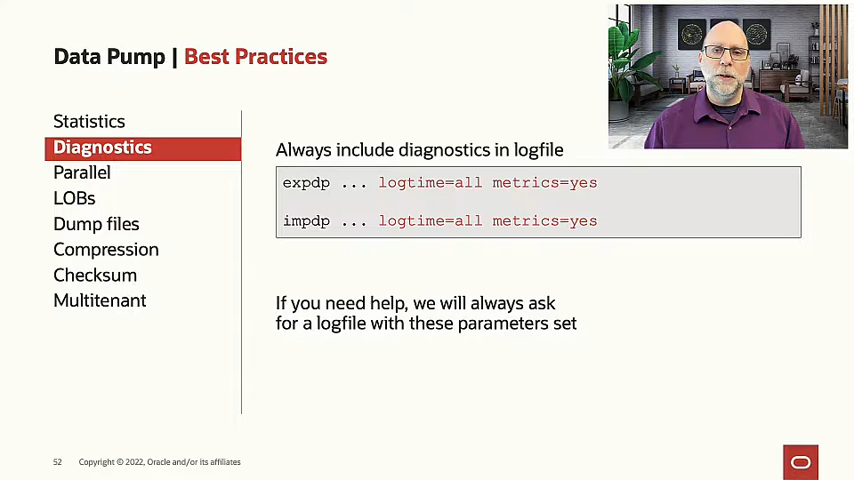 Data Pump | Best Practices
Statistics
Diagnostics
Parallel
LOBs
Dump files
Compression
Checksum
Multitenant
Always include diagnostics in logfile
expdp ... logtime=all metrics=yes
impdp ... logtime=all metrics=yes
If you need help, we will always ask
for a logfile with these parameters set
52 Copyright © 2022, Oracle and/or its affiliates